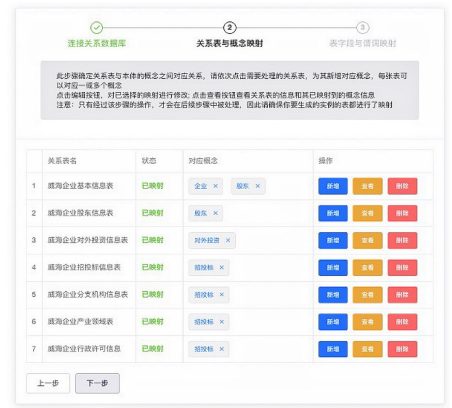 2
3
连接关系数据库
关系表与概念映射
表字段与谓词映射
此步骤确定关系表与本体的概念之间对应关系，请依次点击需要处理的关系表，为其新增对应概念，每张表可
以对应一或多个概念
点击编辑按钮，对已选择的映射进行修改；点击查看按钮查看关系表的信息和其已映射到的概念信息
注意：只有经过该步骤的操作，才会在后续步骤中被处理，因此请确保你要生成的实例的表都进行了映射
关系表名 状态 对应概念 操作
1 威海企业基本信息表 已映射 企业 × 股东 × 新增 查看 删除
2 威海企业股东信息表 已映射 股东 × 新增 查看 删除
3 威海企业对外投资信息表 已映射 对外投资 × 新增 查看 删除
4 威海企业招投标信息表 已映射 招投标 × 新增 查看 删除
5 威海企业分支机构信息表 已映射 招投标 × 新增 查看 删除
6 威海企业产业领域表 已映射 招投标 × 新增 查看 删除
7 威海企业行政许可信息 已映射 招投标 × 新增 查看 删除
上一步 下一步